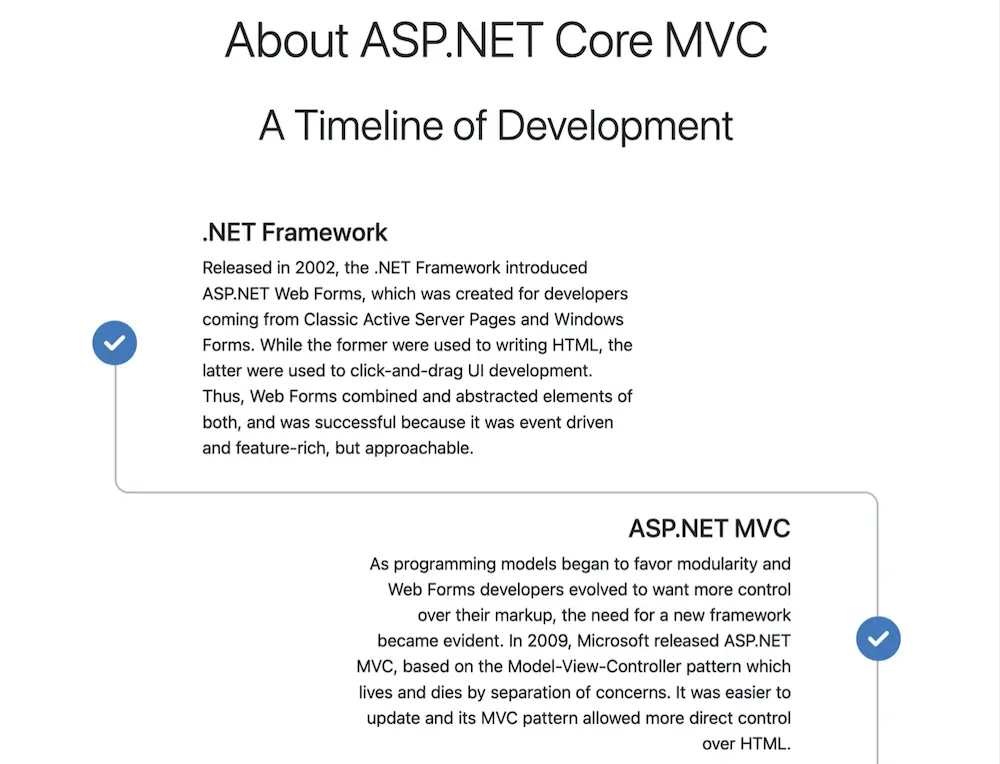 About ASP.NET Core MVC
A Timeline of Development
.NET Framework
Released in 2002, the .NET Framework introduced
ASP.NET Web Forms, which was created for developers
coming from Classic Active Server Pages and Windows
Forms. While the former were used to writing HTML, the
latter were used to click-and-drag UI development.
Thus, Web Forms combined and abstracted elements of
both, and was successful because it was event driven
and feature-rich, but approachable.
ASP.NET MVC
As programming models began to favor modularity and
Web Forms developers evolved to want more control
over their markup, the need for a new framework
became evident. In 2009, Microsoft released ASP.NET
MVC, based on the Model-View-Controller pattern which
lives and dies by separation of concerns. It was easier to
update and its MVC pattern allowed more direct control
over HTML.